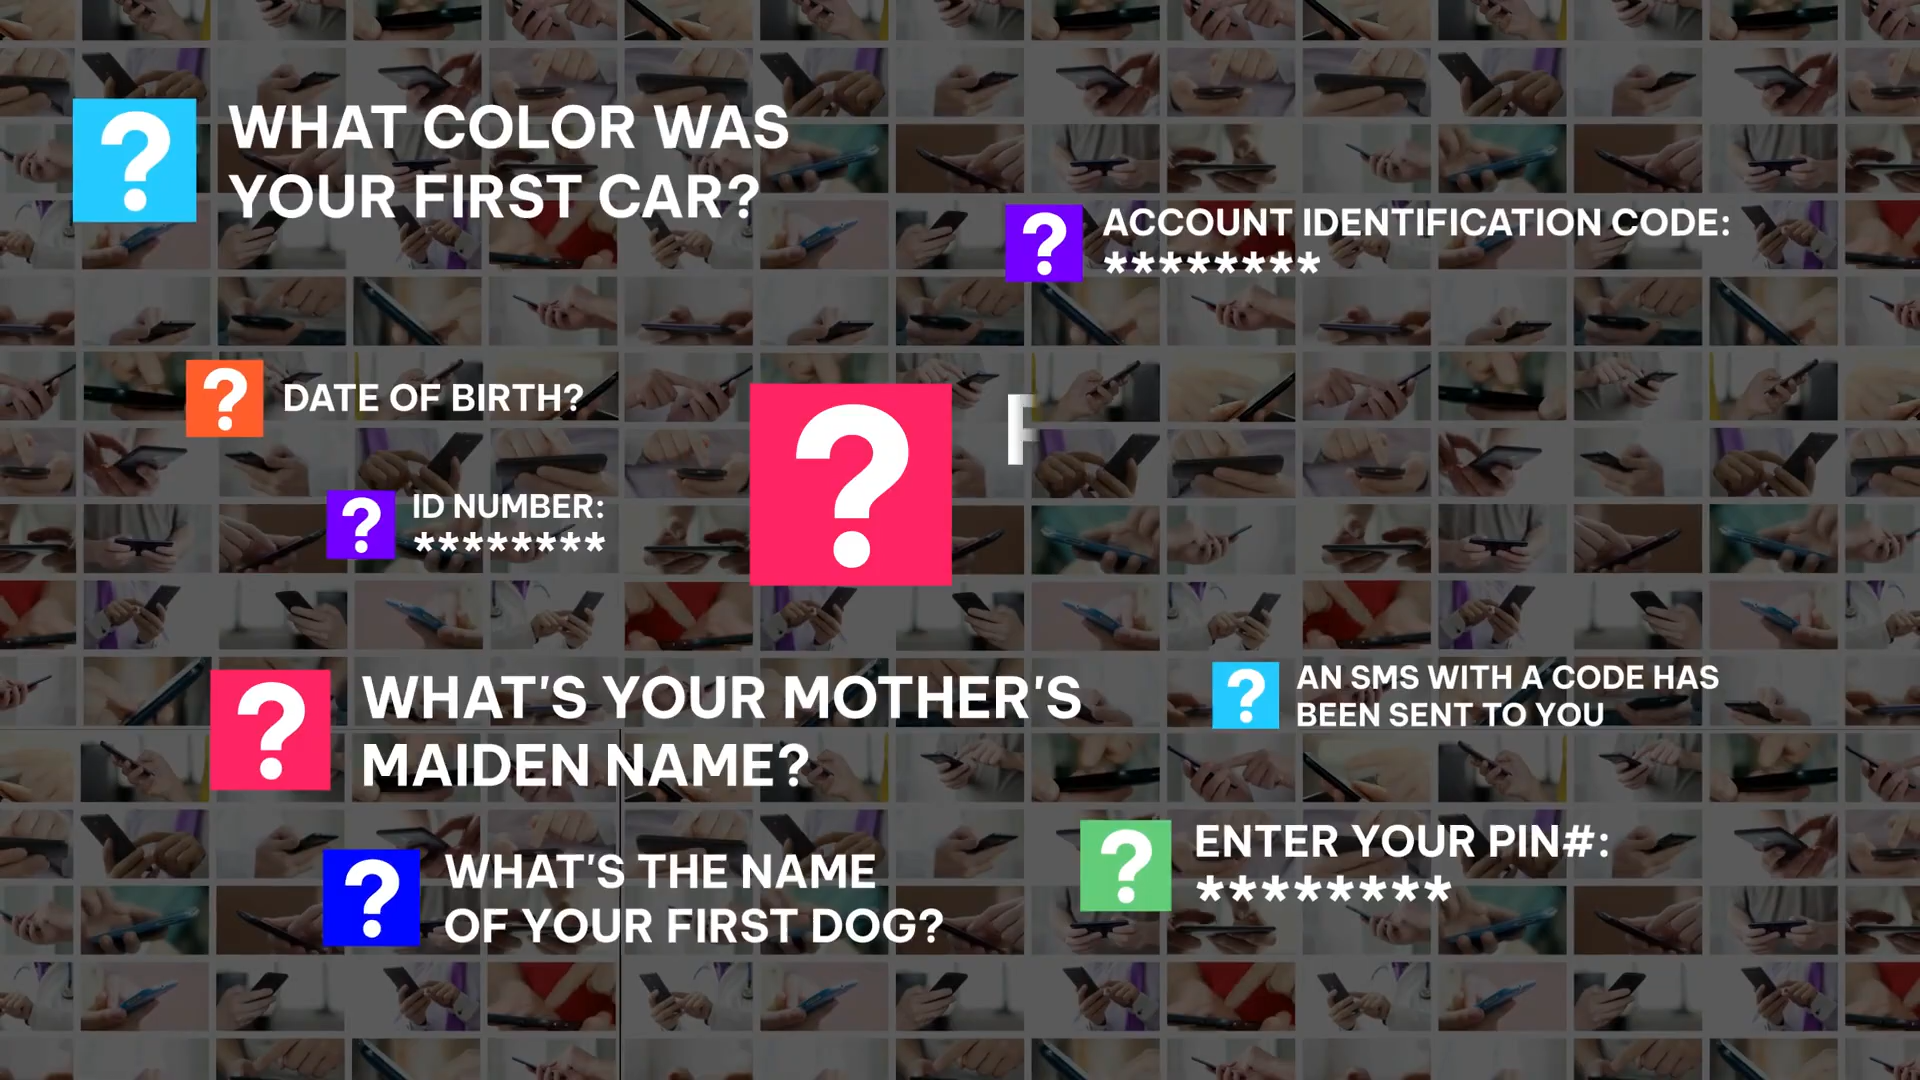 ?
WHAT COLOR WAS
YOUR FIRST CAR?
?
ACCOUNT IDENTIFICATION CODE:
********
?
DATE OF BIRTH?
?
ID NUMBER:
********
?
?
WHAT'S YOUR MOTHER'S
MAIDEN NAME?
?
AN SMS WITH A CODE HAS
BEEN SENT TO YOU
?
WHAT'S THE NAME
OF YOUR FIRST DOG?
?
ENTER YOUR PIN#:
********